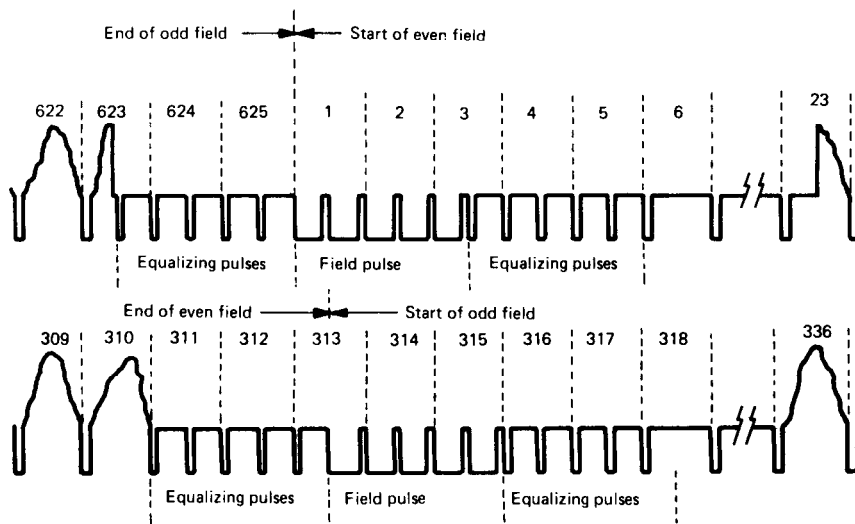 End of odd field Start of even field
622 623 624 625 1 2 3 4 5 6 23
Equalizing pulses Field pulse Equalizing pulses
End of even field Start of odd field
309 310 311 312 313 314 315 316 317 318 336
Equalizing pulses Field pulse Equalizing pulses